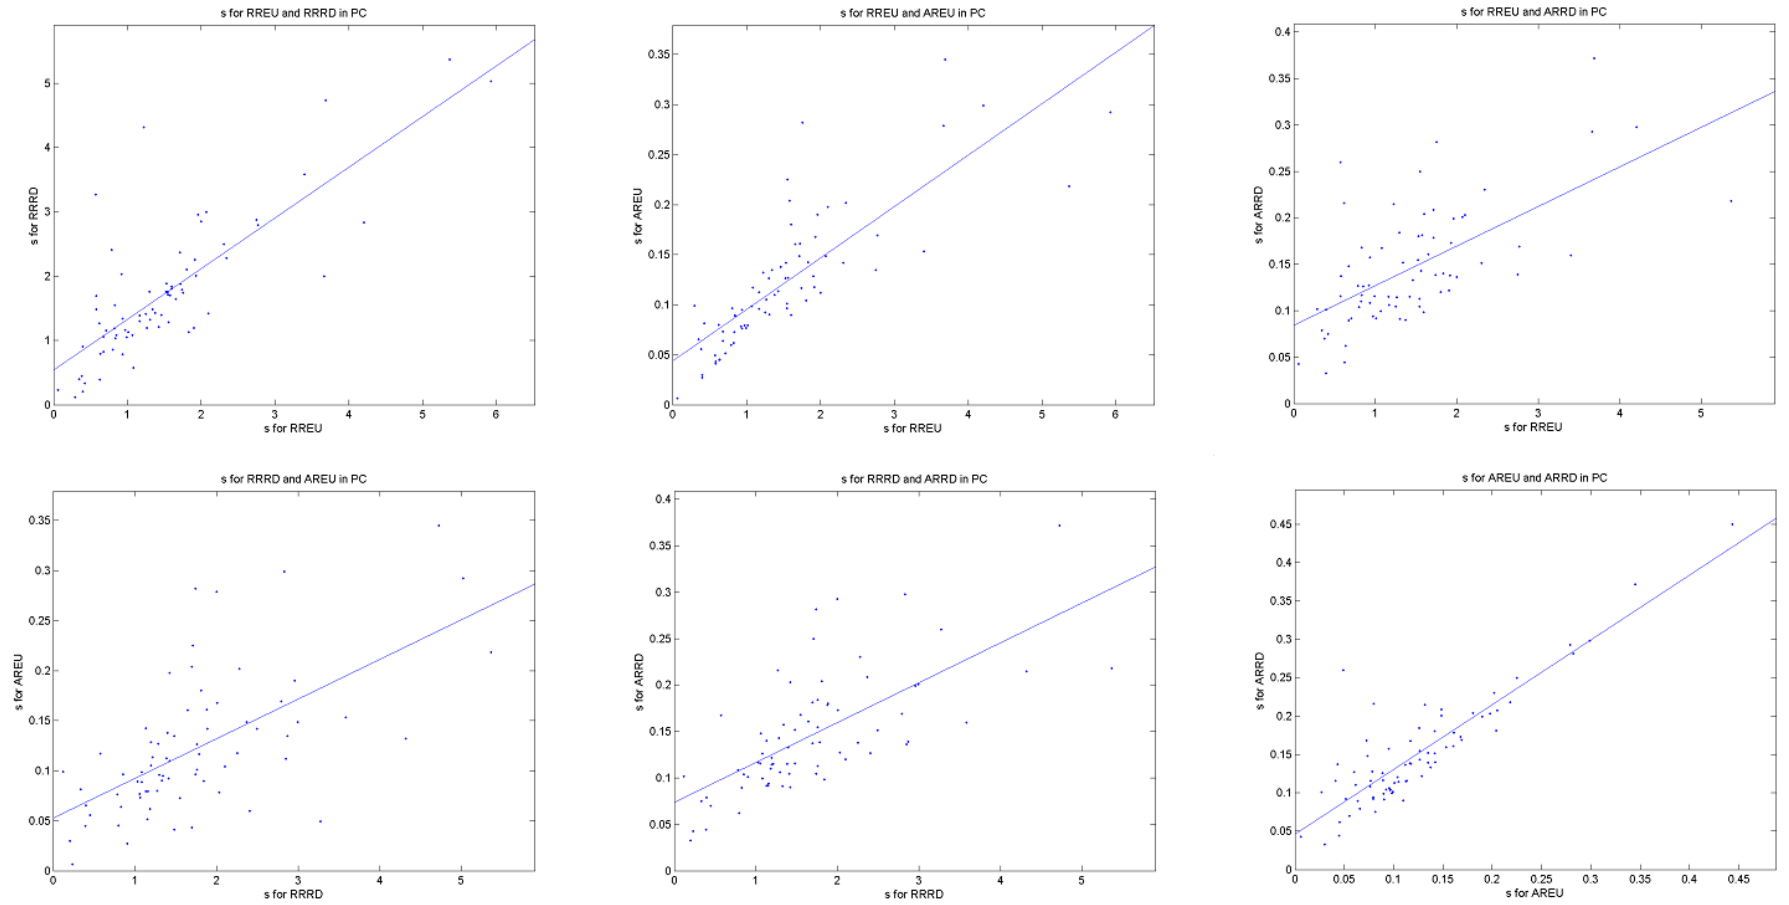 s for RREU and RRRD in PC
s for RRRD
5
4
3
2
1
0
0 1 2 3 4 5 6
s for RREU
s for RREU and AREU in PC
s for AREU
0.35
0.3
0.25
0.2
0.15
0.1
0.05
0
0 1 2 3 4 5 6
s for RREU
s for RREU and ARRD in PC
s for ARRD
0.4
0.35
0.3
0.25
0.2
0.15
0.1
0.05
0
0 1 2 3 4 5
s for RREU
s for RRRD and AREU in PC
s for AREU
0.35
0.3
0.25
0.2
0.15
0.1
0.05
0
0 1 2 3 4 5
s for RRRD
s for RRRD and ARRD in PC
s for ARRD
0.4
0.35
0.3
0.25
0.2
0.15
0.1
0.05
0
0 1 2 3 4 5
s for RRRD
s for AREU and ARRD in PC
s for ARRD
0.45
0.4
0.35
0.3
0.25
0.2
0.15
0.1
0.05
0
0 0.05 0.1 0.15 0.2 0.25 0.3 0.35 0.4 0.45
s for AREU